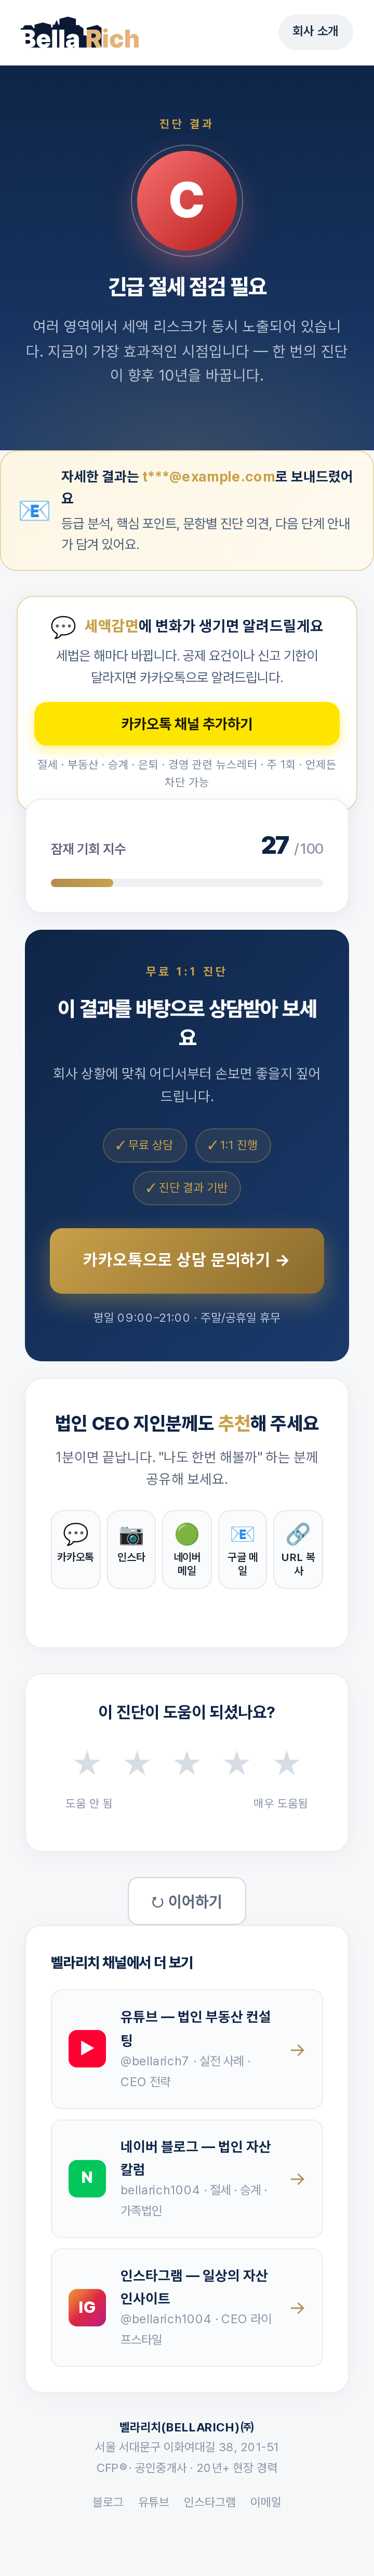 Bella Rich
회사 소개
진단 결과
C
긴급 절세 점검 필요
여러 영역에서 세액 리스크가 동시 노출되어 있습니
다. 지금이 가장 효과적인 시점입니다 — 한 번의 진단
이 향후 10년을 바꿉니다.
자세한 결과는 t***@example.com로 보내드렸어
요
등급 분석, 핵심 포인트, 문항별 진단 의견, 다음 단계 안내
가 담겨 있어요.
세액감면에 변화가 생기면 알려드릴게요
세법은 해마다 바뀝니다. 공제 요건이나 신고 기한이
달라지면 카카오톡으로 알려드립니다.
카카오톡 채널 추가하기
절세 · 부동산 · 승계 · 은퇴 · 경영 관련 뉴스레터 · 주 1회 · 언제든
차단 가능
잠재 기회 지수
27 /100
무료 1:1 진단
이 결과를 바탕으로 상담받아 보세
요
회사 상황에 맞춰 어디서부터 손보면 좋을지 짚어
드립니다.
✓ 무료 상담
✓ 1:1 진행
✓ 진단 결과 기반
카카오톡으로 상담 문의하기 →
평일 09:00–21:00 · 주말/공휴일 휴무
법인 CEO 지인분께도 추천해 주세요
1분이면 끝납니다. "나도 한번 해볼까" 하는 분께
공유해 보세요.
카카오톡
인스타
네이버
메일
구글 메
일
URL 복
사
이 진단이 도움이 되셨나요?
★ ★ ★ ★ ★
도움 안 됨
매우 도움됨
↻ 이어하기
벨라리치 채널에서 더 보기
유튜브 — 법인 부동산 컨설
팅
@bellarich7 · 실전 사례 ·
CEO 전략
→
N
네이버 블로그 — 법인 자산
칼럼
bellarich1004 · 절세 · 승계 ·
가족법인
→
IG
인스타그램 — 일상의 자산
인사이트
@bellarich1004 · CEO 라이
프스타일
→
벨라리치(BELLARICH)㈜
서울 서대문구 이화여대길 38, 201-51
CFP®· 공인중개사 · 20년+ 현장 경력
블로그 유튜브 인스타그램 이메일